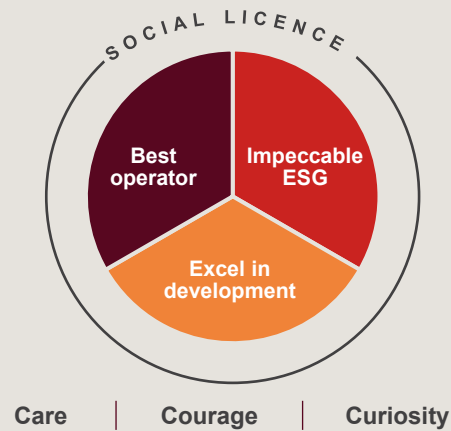 SOCIAL LICENCE
Best
operator
Impeccable
ESG
Excel in
development
Care
Courage
Curiosity